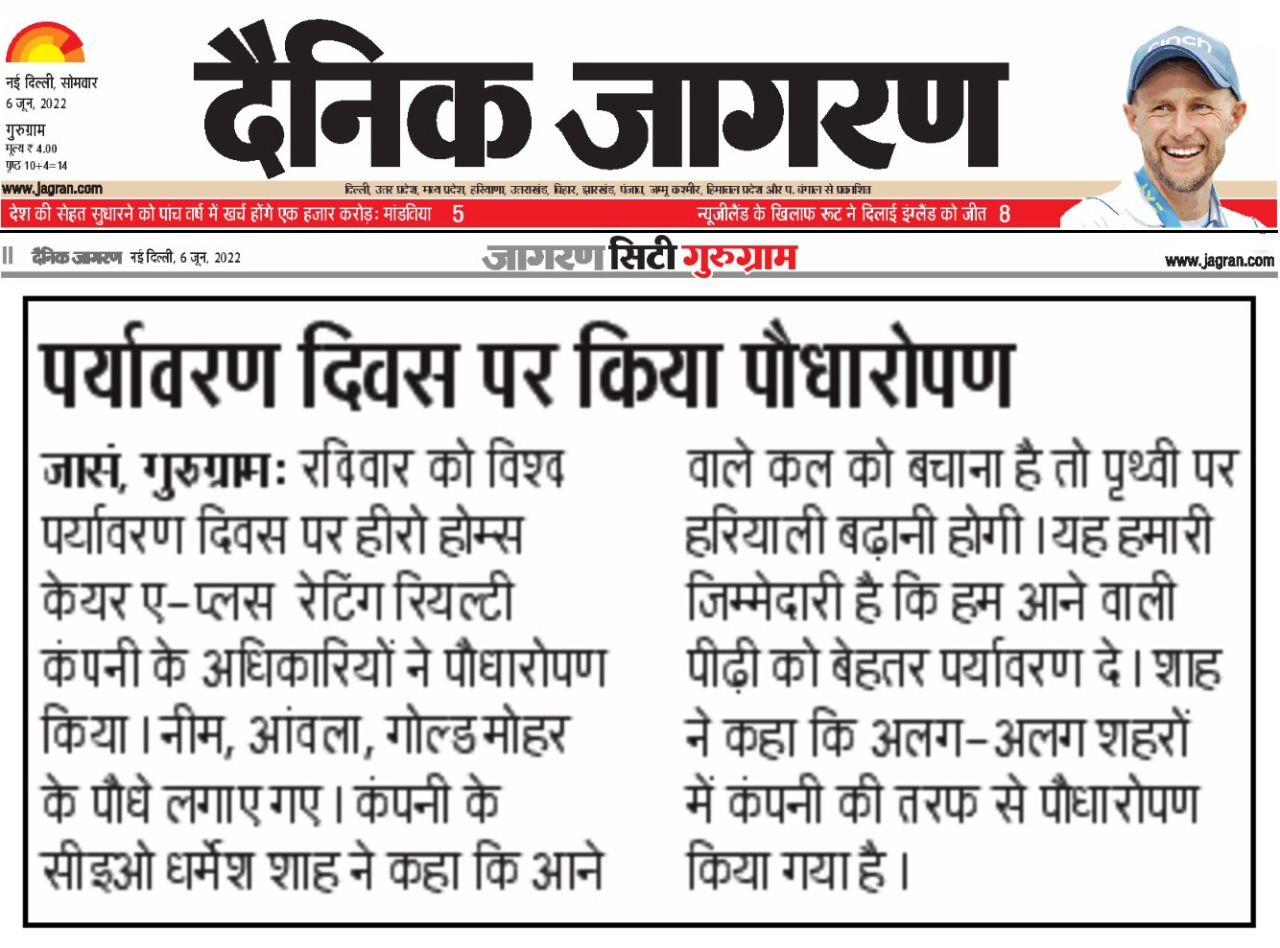 नई दिल्ली, सोमवार
6 जून, 2022
गुरुग्राम
मूल्य ₹ 4.00
पृष्ठ 10+4=14
www.jagran.com
दैनिक जागरण
cinch
दिल्ली, उत्तर प्रदेश, मध्य प्रदेश, हरियाणा, उत्तराखंड, बिहार, झारखंड, पंजाब, जम्मू कश्मीर, हिमाचल प्रदेश और प. बंगाल से प्रकाशित
देश की सेहत सुधारने को पांच वर्ष में खर्च होंगे एक हजार करोड़: मांडविया 5
न्यूजीलैंड के खिलाफ रूट ने दिलाई इंग्लैंड को जीत 8
II दैनिक जागरण नई दिल्ली, 6 जून, 2022
जागरण सिटी गुरुग्राम
www.jagran.com
पर्यावरण दिवस पर किया पौधारोपण
जासं, गुरुग्राम: रविवार को विश्व
पर्यावरण दिवस पर हीरो होम्स
केयर ए-प्लस रेटिंग रियल्टी
कंपनी के अधिकारियों ने पौधारोपण
किया। नीम, आंवला, गोल्ड मोहर
के पौधे लगाए गए। कंपनी के
सीइओ धर्मेश शाह ने कहा कि आने
वाले कल को बचाना है तो पृथ्वी पर
हरियाली बढ़ानी होगी। यह हमारी
जिम्मेदारी है कि हम आने वाली
पीढ़ी को बेहतर पर्यावरण दे। शाह
ने कहा कि अलग-अलग शहरों
में कंपनी की तरफ से पौधारोपण
किया गया है।